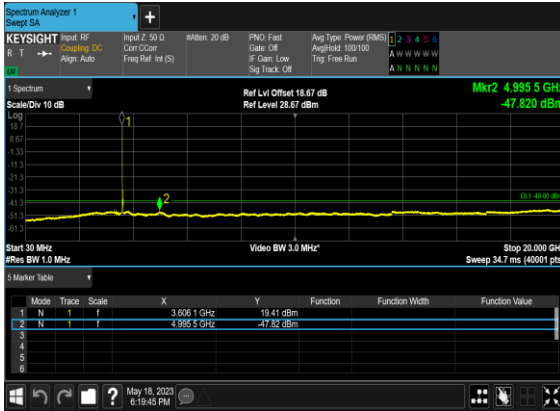 Spectrum Analyzer 1
Swept SA
+
KEYSIGHT Input: RF Input Z: 50 Ω #Atten: 20 dB PNO: Fast Avg Type: Power (RMS) 1 2 3 4 5 6
R T Coupling: DC Corr CCorr Gate: Off Avg|Hold: 100/100 A W W W W W
Align: Auto Freq Ref: Int (S) IF Gain: Low Trig: Free Run
Sig Track: Off A N N N N N
1 Spectrum Ref Lvl Offset 18.67 dB Mkr2 4.995 5 GHz
Scale/Div 10 dB Ref Level 28.67 dBm -47.820 dBm
Log
18.7
8.67
-1.33
-11.3
-21.3
-31.3
-41.3
-51.3
-61.3
1
2
DL1 -40.00 dBm
Start 30 MHz Video BW 3.0 MHz* Stop 20.000 GHz
#Res BW 1.0 MHz Sweep 34.7 ms (40001 pts)
5 Marker Table
Mode Trace Scale X Y Function Function Width Function Value
1 N 1 f 3.606 1 GHz 19.41 dBm
2 N 1 f 4.995 5 GHz -47.82 dBm
3
4
5
6
? May 18, 2023
6:19:45 PM